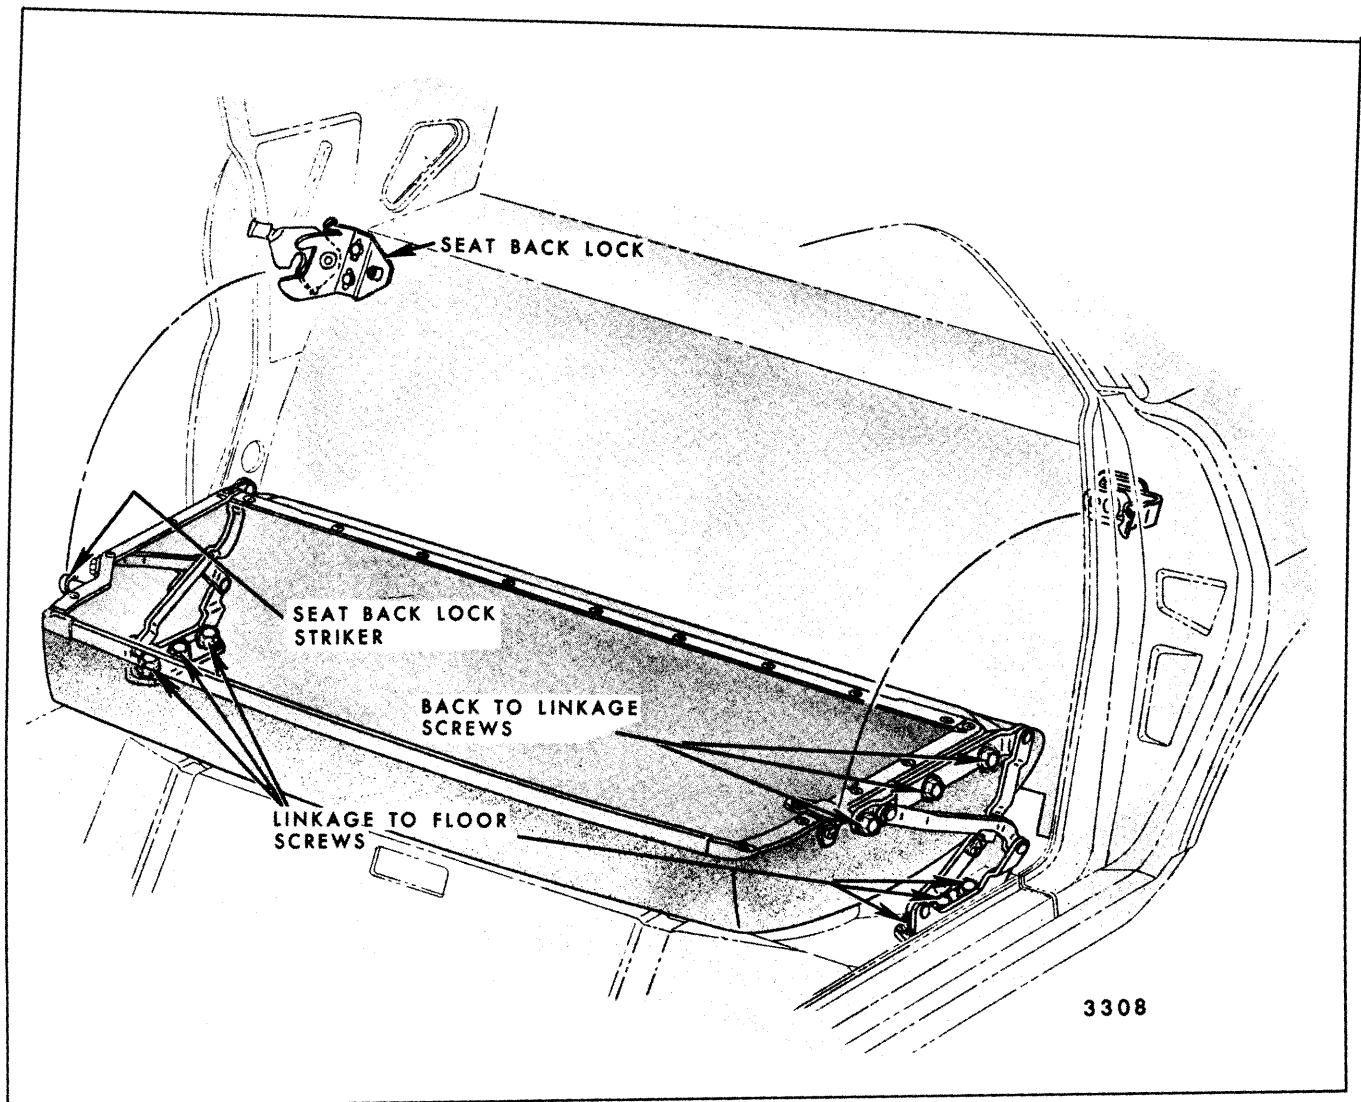 SEAT BACK LOCK
SEAT BACK LOCK
STRIKER
BACK TO LINKAGE
SCREWS
LINKAGE TO FLOOR
SCREWS
3308